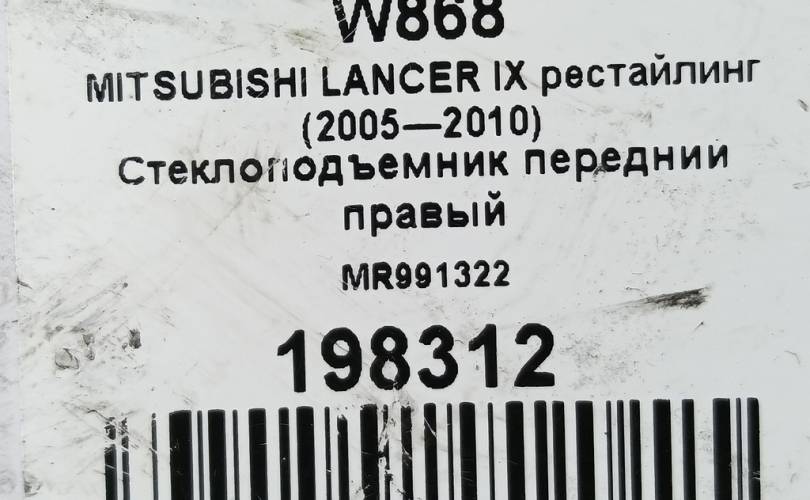 W868
MITSUBISHI LANCER IX рестайлинг
(2005—2010)
Стеклоподъемник передний
правый
MR991322
198312